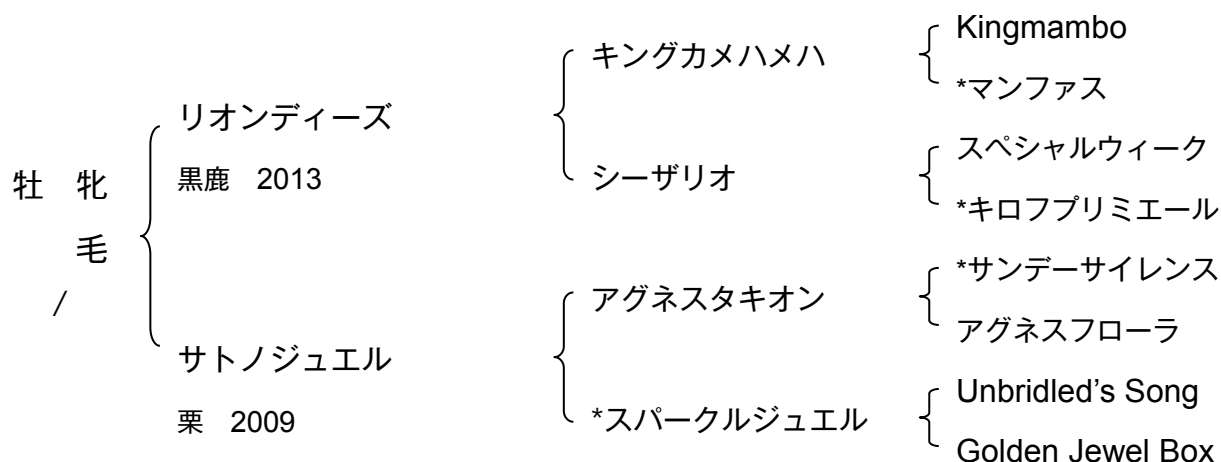 牡 牝
毛
/
リオンディーズ
黒鹿 2013
サトノジュエル
栗 2009
キングカメハメハ
シーザリオ
アグネスタキオン
*スパークルジュエル
Kingmambo
*マンファス
スペシャルウィーク
*キロフプリミエール
*サンデーサイレンス
アグネスフローラ
Unbridled’s Song
Golden Jewel Box